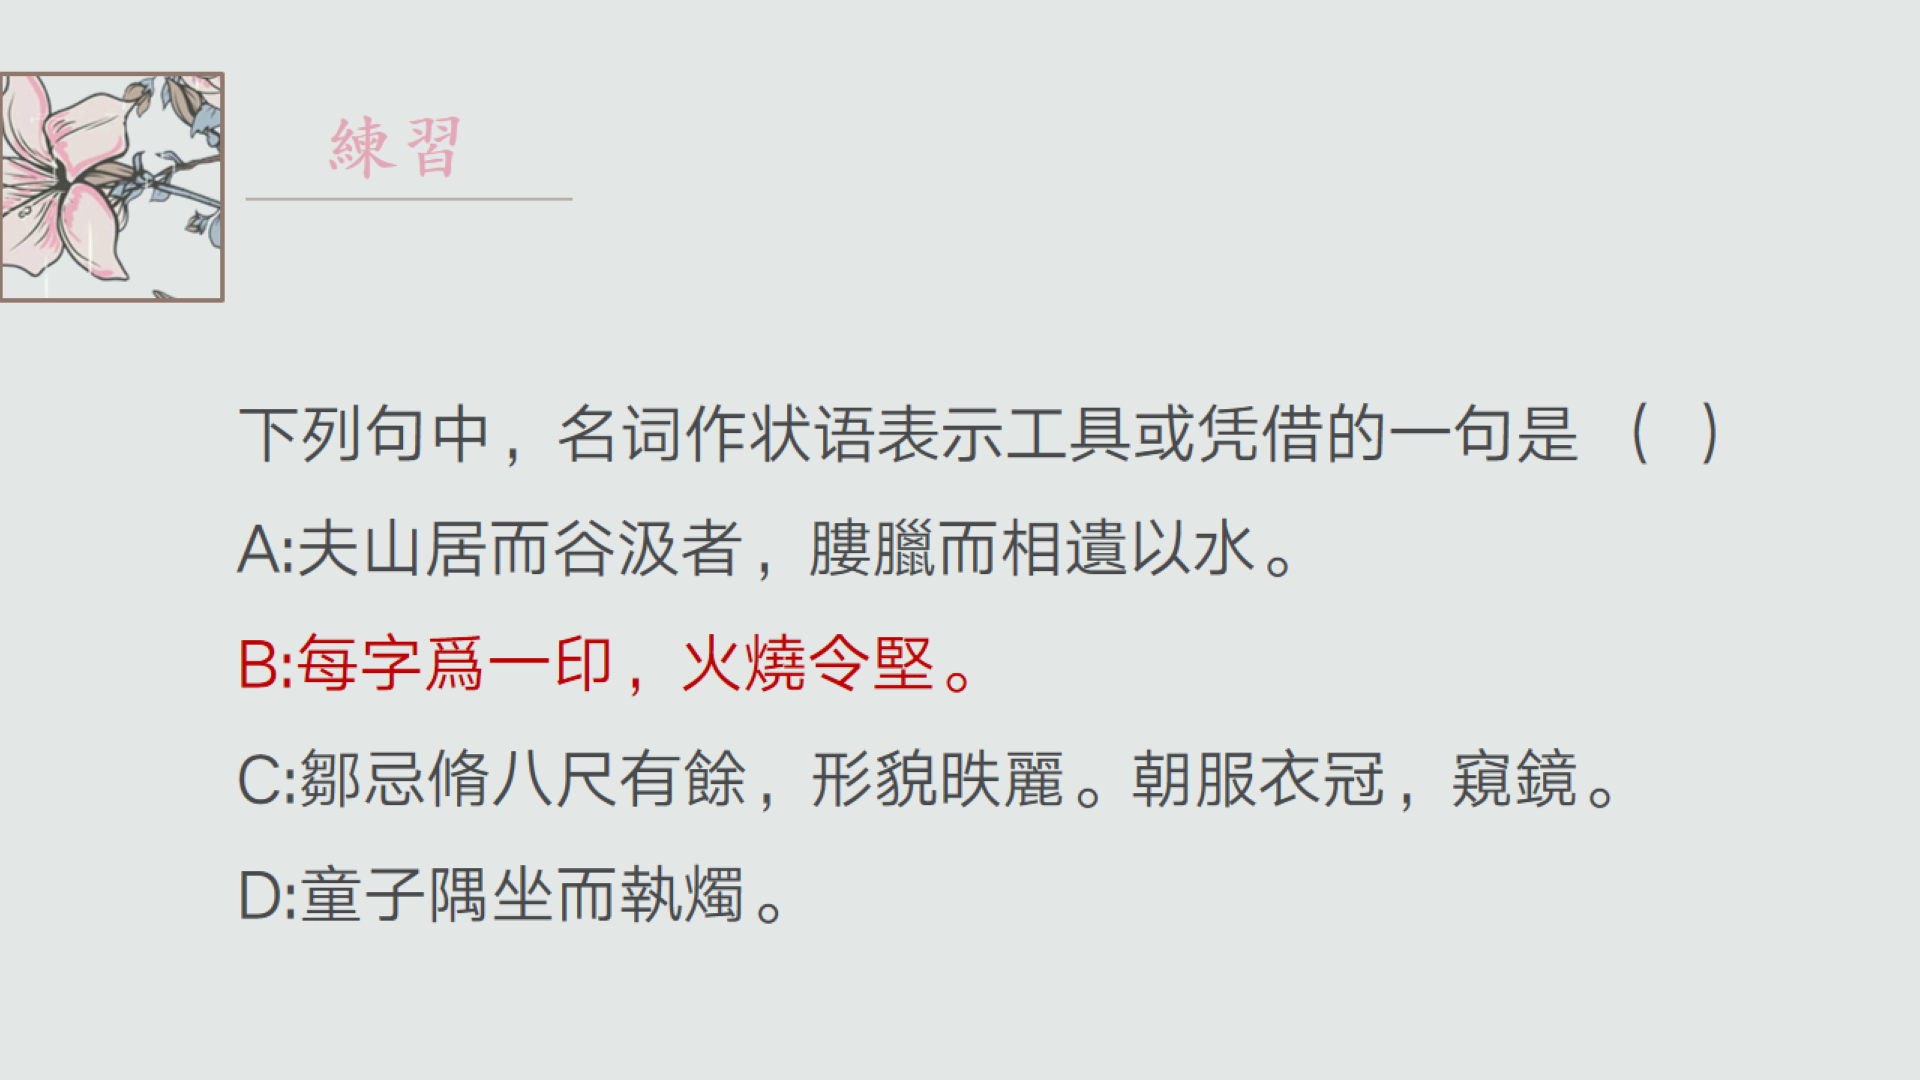 練習
下列句中，名词作状语表示工具或凭借的一句是 （ ）
A:夫山居而谷汲者，膢臘而相遺以水。
B:每字爲一印，火燒令堅。
C:鄒忌脩八尺有餘，形貌昳麗。朝服衣冠，窺鏡。
D:童子隅坐而執燭。